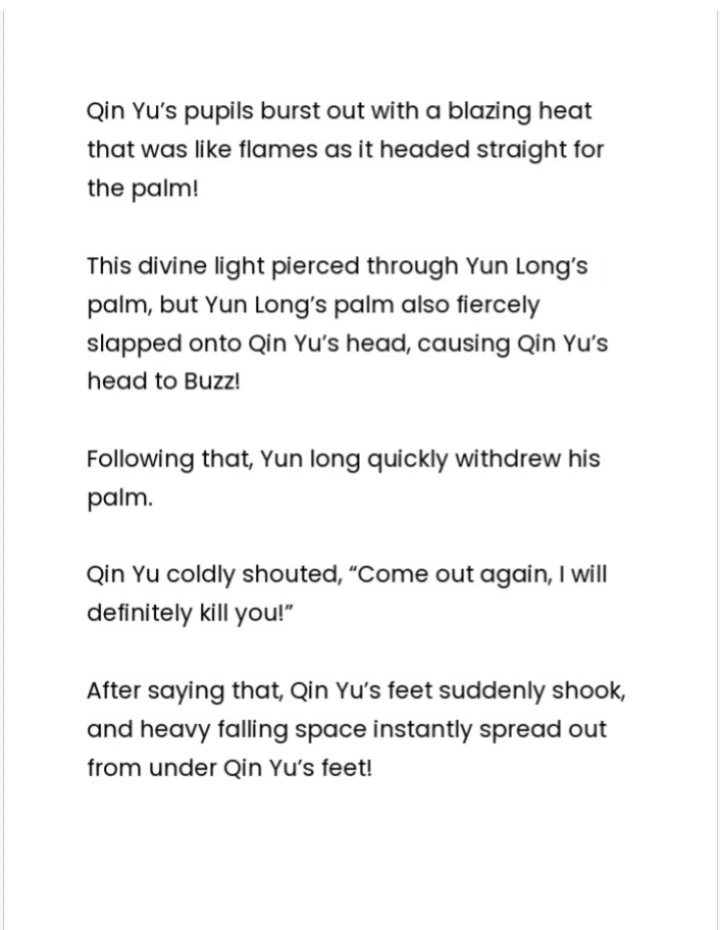 Qin Yu’s pupils burst out with a blazing heat
that was like flames as it headed straight for
the palm!
This divine light pierced through Yun Long’s
palm, but Yun Long’s palm also fiercely
slapped onto Qin Yu’s head, causing Qin Yu’s
head to Buzz!
Following that, Yun long quickly withdrew his
palm.
Qin Yu coldly shouted, “Come out again, I will
definitely kill you!”
After saying that, Qin Yu’s feet suddenly shook,
and heavy falling space instantly spread out
from under Qin Yu’s feet!